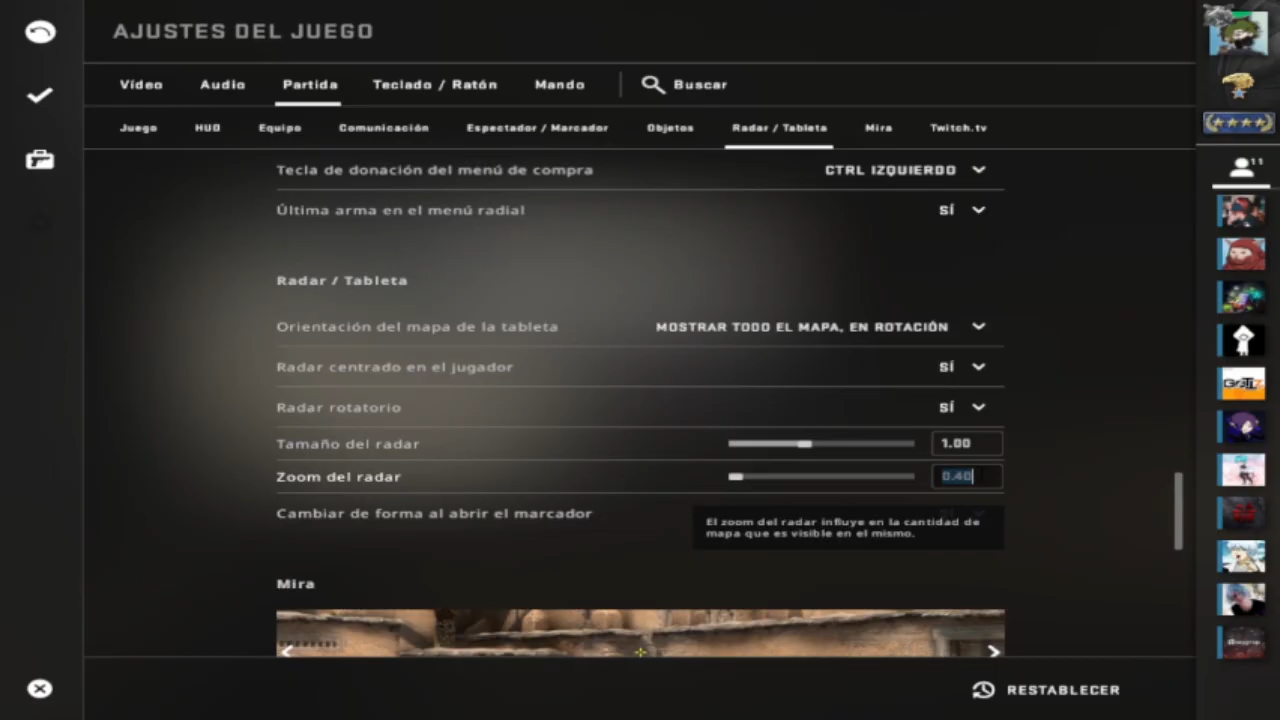 AJUSTES DEL JUEGO
Vídeo Audio Partida Teclado / Ratón Mando Buscar
Juego HUD Equipo Comunicación Espectador / Marcador Objetos Radar / Tableta Mira Twitch.tv
11
Tecla de donación del menú de compra CTRL IZQUIERDO
Última arma en el menú radial SÍ
Radar / Tableta
Orientación del mapa de la tableta MOSTRAR TODO EL MAPA, EN ROTACIÓN
Radar centrado en el jugador SÍ
Radar rotatorio SÍ
Tamaño del radar 1.00
Zoom del radar 0.40
Cambiar de forma al abrir el marcador SÍ
El zoom del radar influye en la cantidad de
mapa que es visible en el mismo.
Mira
RESTABLECER